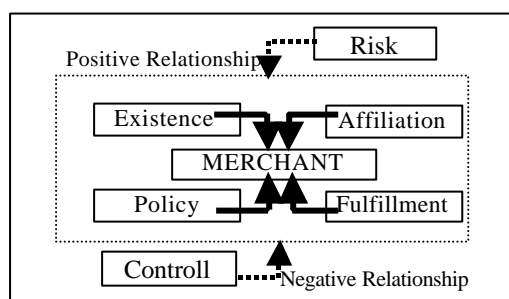 Risk
Positive Relationship
Existence
Affiliation
MERCHANT
Policy
Fulfillment
Controll
Negative Relationship